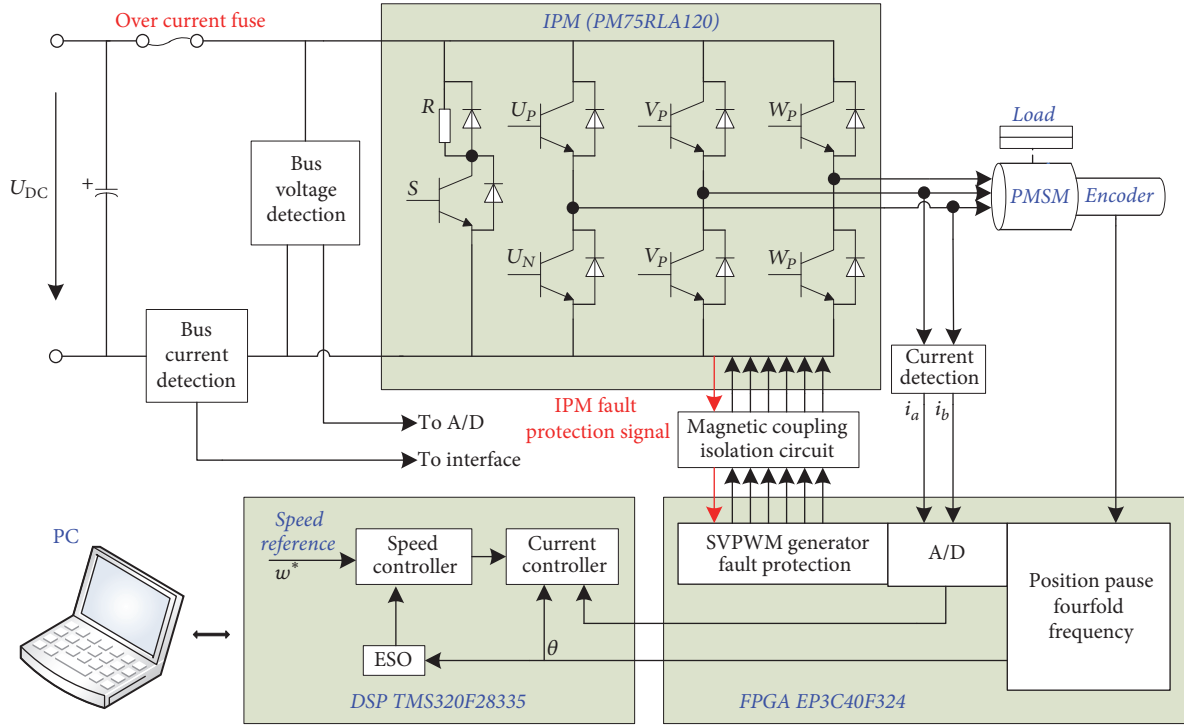 Over current fuse
IPM (PM75RLA120)
R
U_P
V_P
W_P
Load
U_DC
+
Bus
voltage
detection
S
PMSM
Encoder
U_N
V_P
W_P
Bus
current
detection
Current
detection
IPM fault
protection signal
Magnetic coupling
isolation circuit
i_a
i_b
To A/D
To interface
PC
Speed
reference
w*
Speed
controller
Current
controller
SVPWM generator
fault protection
A/D
Position pause
fourfold
frequency
ESO
θ
DSP TMS320F28335
FPGA EP3C40F324